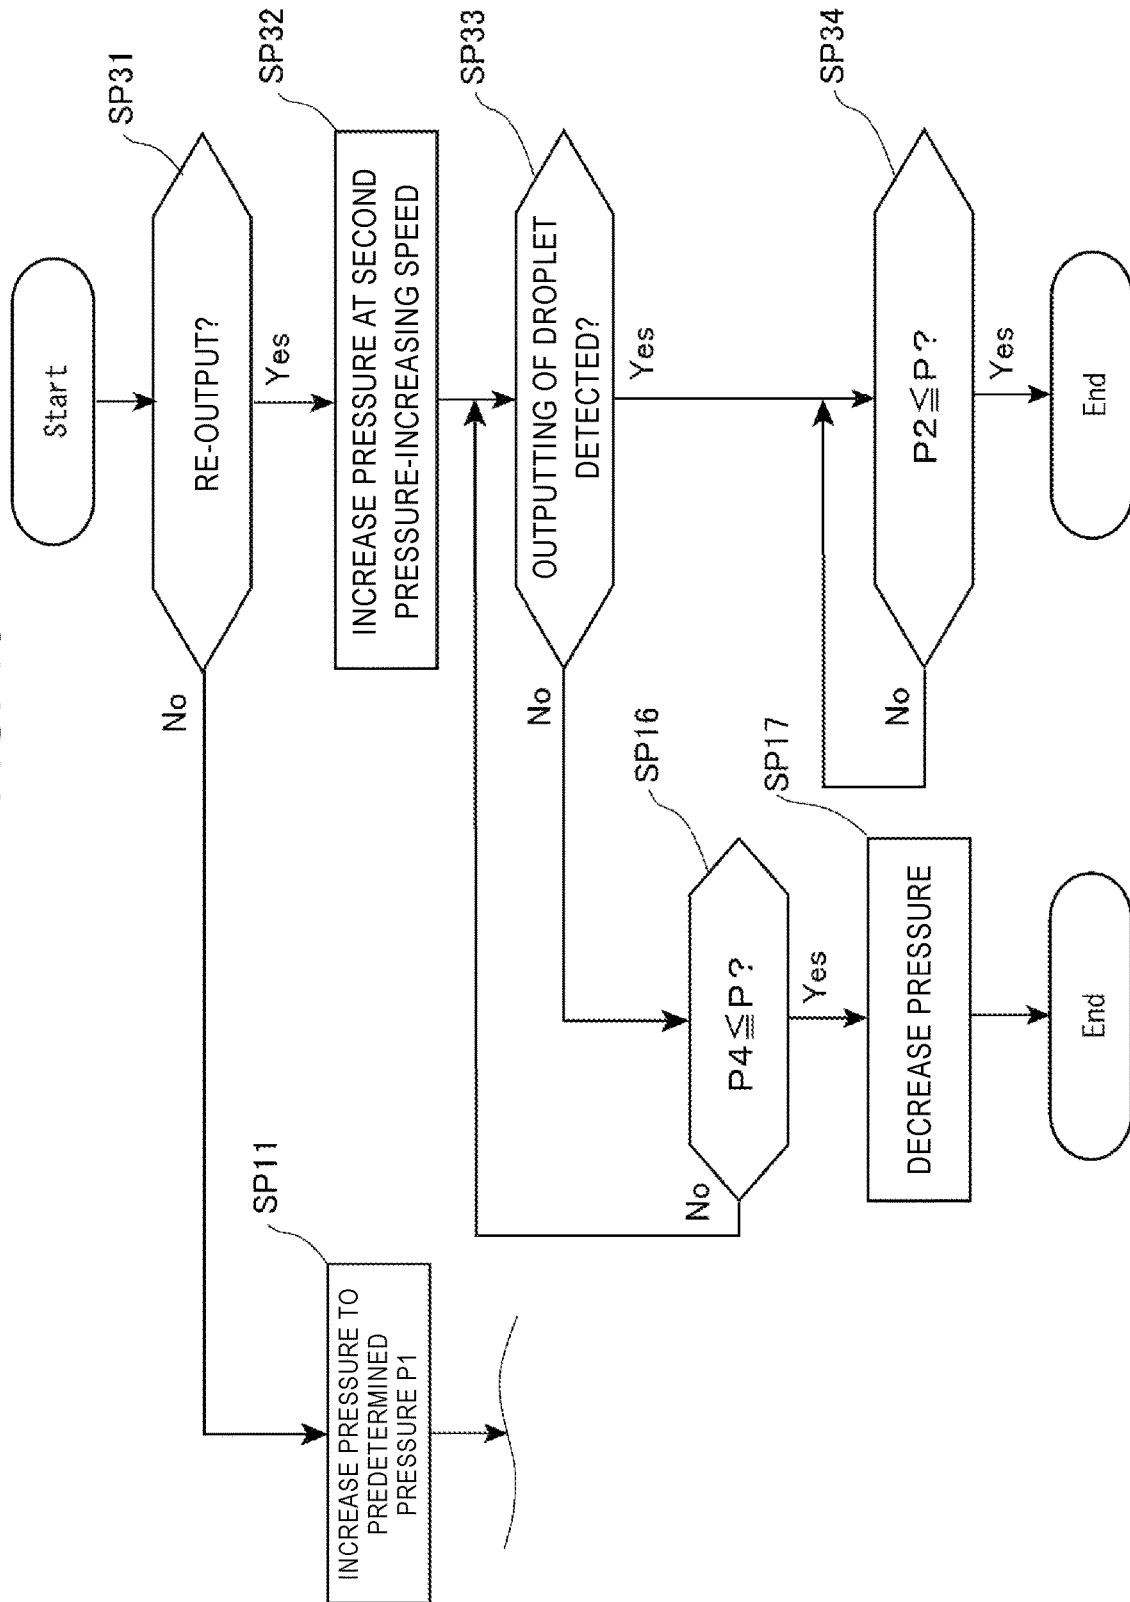 Start
SP31
RE-OUTPUT?
No
Yes
SP32
INCREASE PRESSURE AT SECOND
PRESSURE-INCREASING SPEED
SP11
INCREASE PRESSURE TO
PREDETERMINED
PRESSURE P1
SP33
OUTPUTTING OF DROPLET
DETECTED?
No
Yes
SP16
P4≦P?
No
Yes
SP17
DECREASE PRESSURE
End
SP34
P2≦P?
No
Yes
End